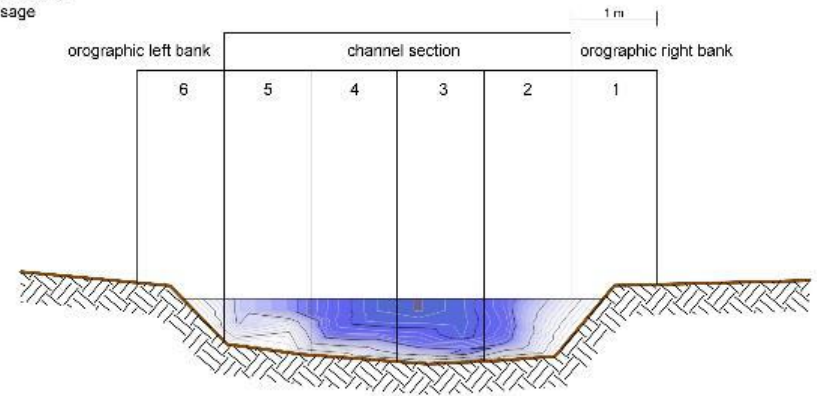 sage
1 m
orographic left bank
channel section
orographic right bank
6 5 4 3 2 1